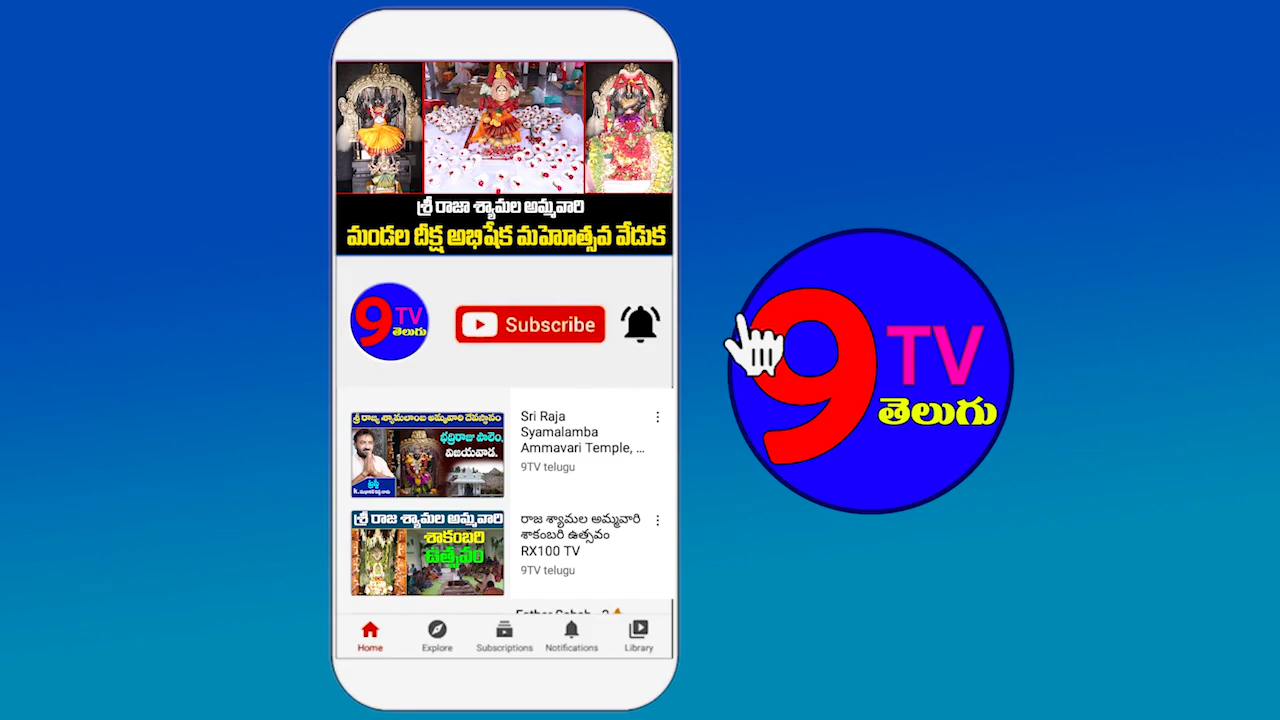 శ్రీ రాజా శ్యామల అమ్మవారి
మండల దీక్ష అభిషేక మహోత్సవ వేడుక
9 TV
తెలుగు
Subscribe
శ్రీ రాజ్య శ్యామలాంబ అమ్మవారి దేవస్థానం
భద్రిరాజు పాలెం,
విజయవాడ.
Sri Raja
Syamalamba
Ammavari Temple, ...
9TV telugu
శ్రీ రాజ శ్యామల అమ్మవారి
శాకంబరి
ఉత్సవం
రాజ శ్యామల అమ్మవారి
శాకంబరి ఉత్సవం
RX100 TV
9TV telugu
Home
Explore
Subscriptions
Notifications
Library
9 TV
తెలుగు